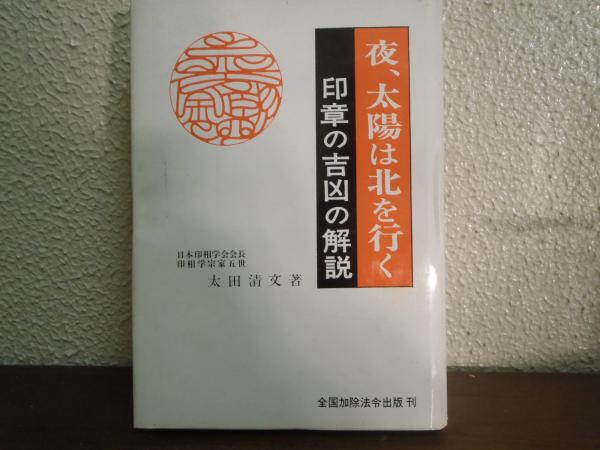 夜、太陽は北を行く
印章の吉凶の解説
日本印相学会会長
印相学宗家五世
太田清文著
全国加除法令出版 刊